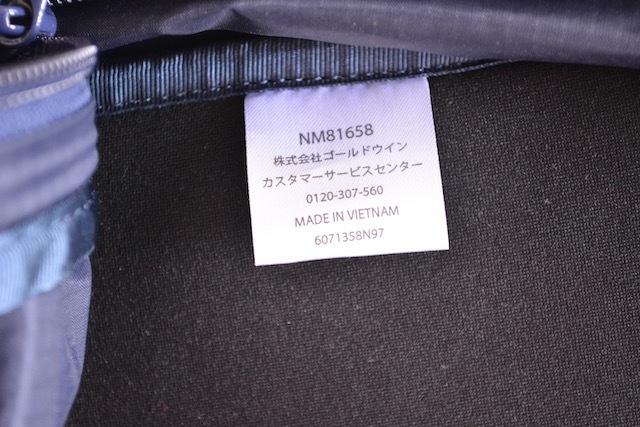 NM81658
株式会社ゴールドウイン
カスタマーサービスセンター
0120-307-560
MADE IN VIETNAM
6071358N97